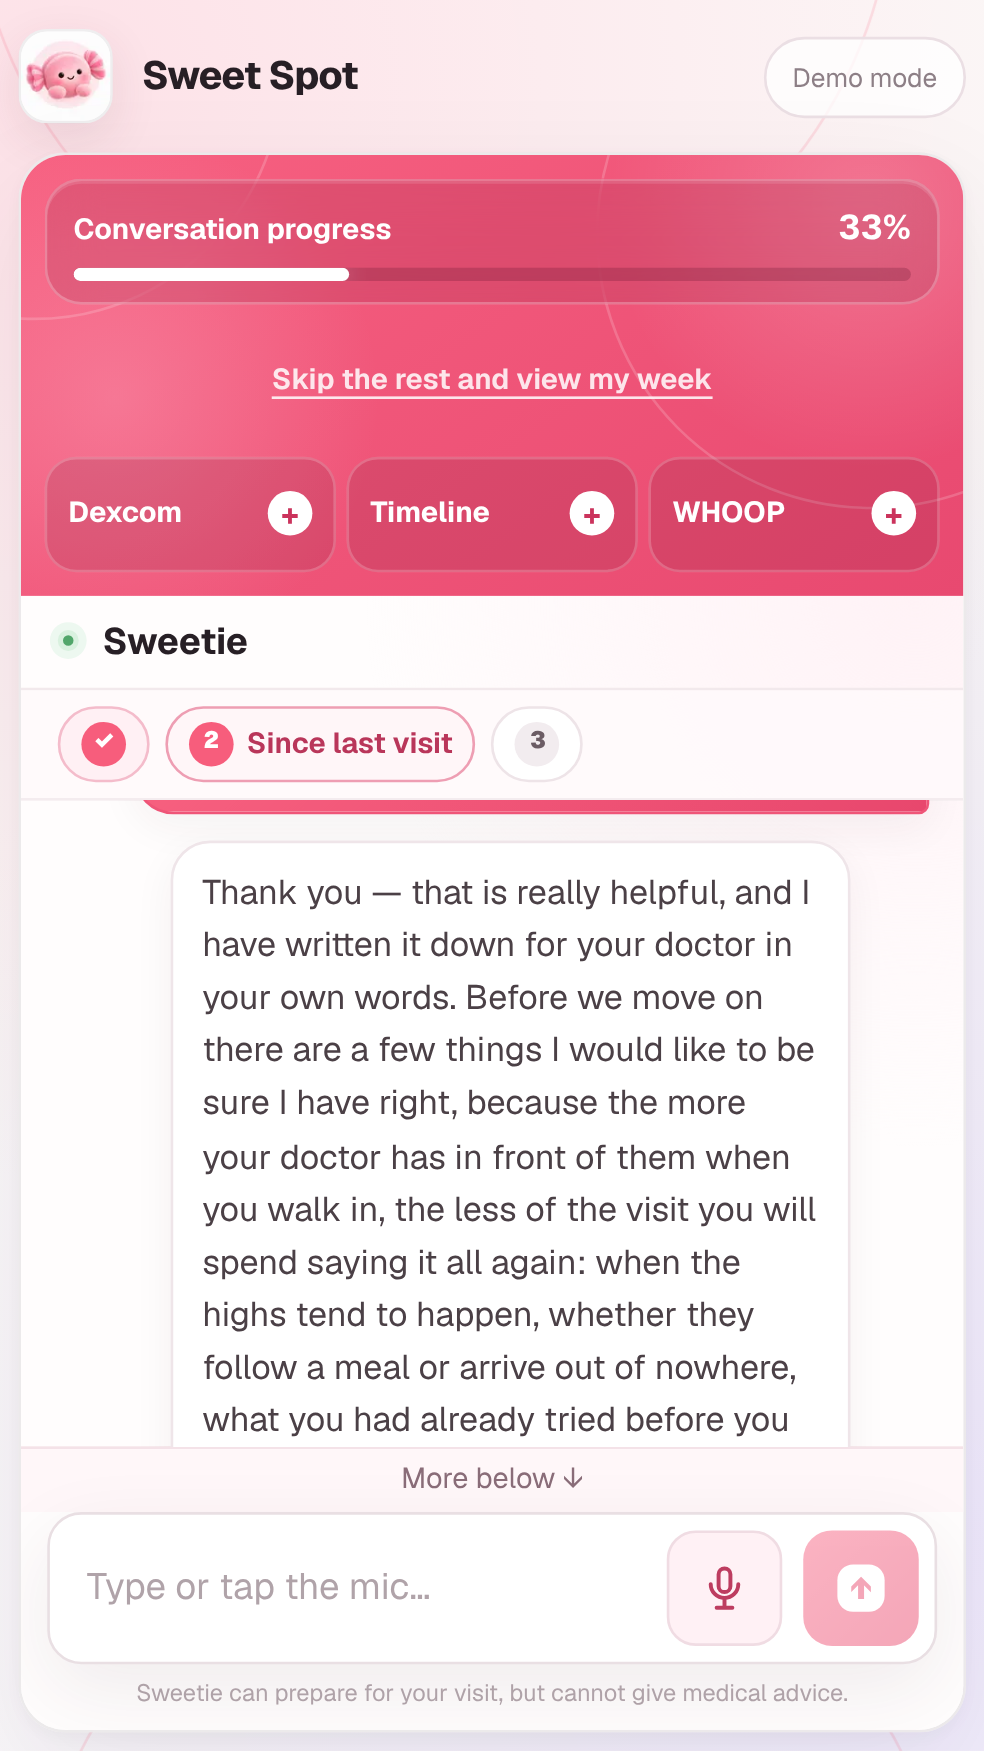 Sweet Spot
Demo mode
Conversation progress
33%
Skip the rest and view my week
Dexcom +
Timeline +
WHOOP +
Sweetie
2 Since last visit
3
Thank you — that is really helpful, and I
have written it down for your doctor in
your own words. Before we move on
there are a few things I would like to be
sure I have right, because the more
your doctor has in front of them when
you walk in, the less of the visit you will
spend saying it all again: when the
highs tend to happen, whether they
follow a meal or arrive out of nowhere,
what you had already tried before you
More below ↓
Type or tap the mic...
Sweetie can prepare for your visit, but cannot give medical advice.